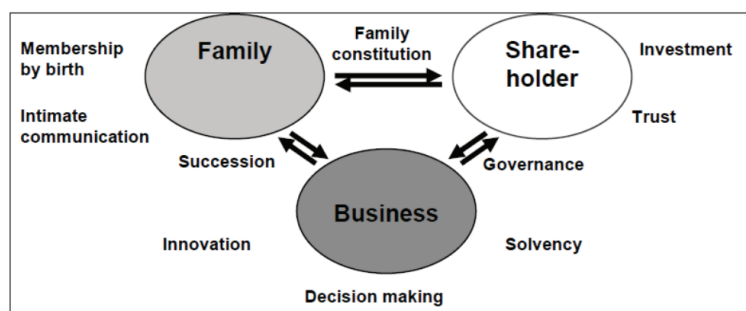 Membership
by birth
Family
Family
constitution
Share-
holder
Investment
Intimate
communication
Trust
Succession
Governance
Business
Innovation
Solvency
Decision making